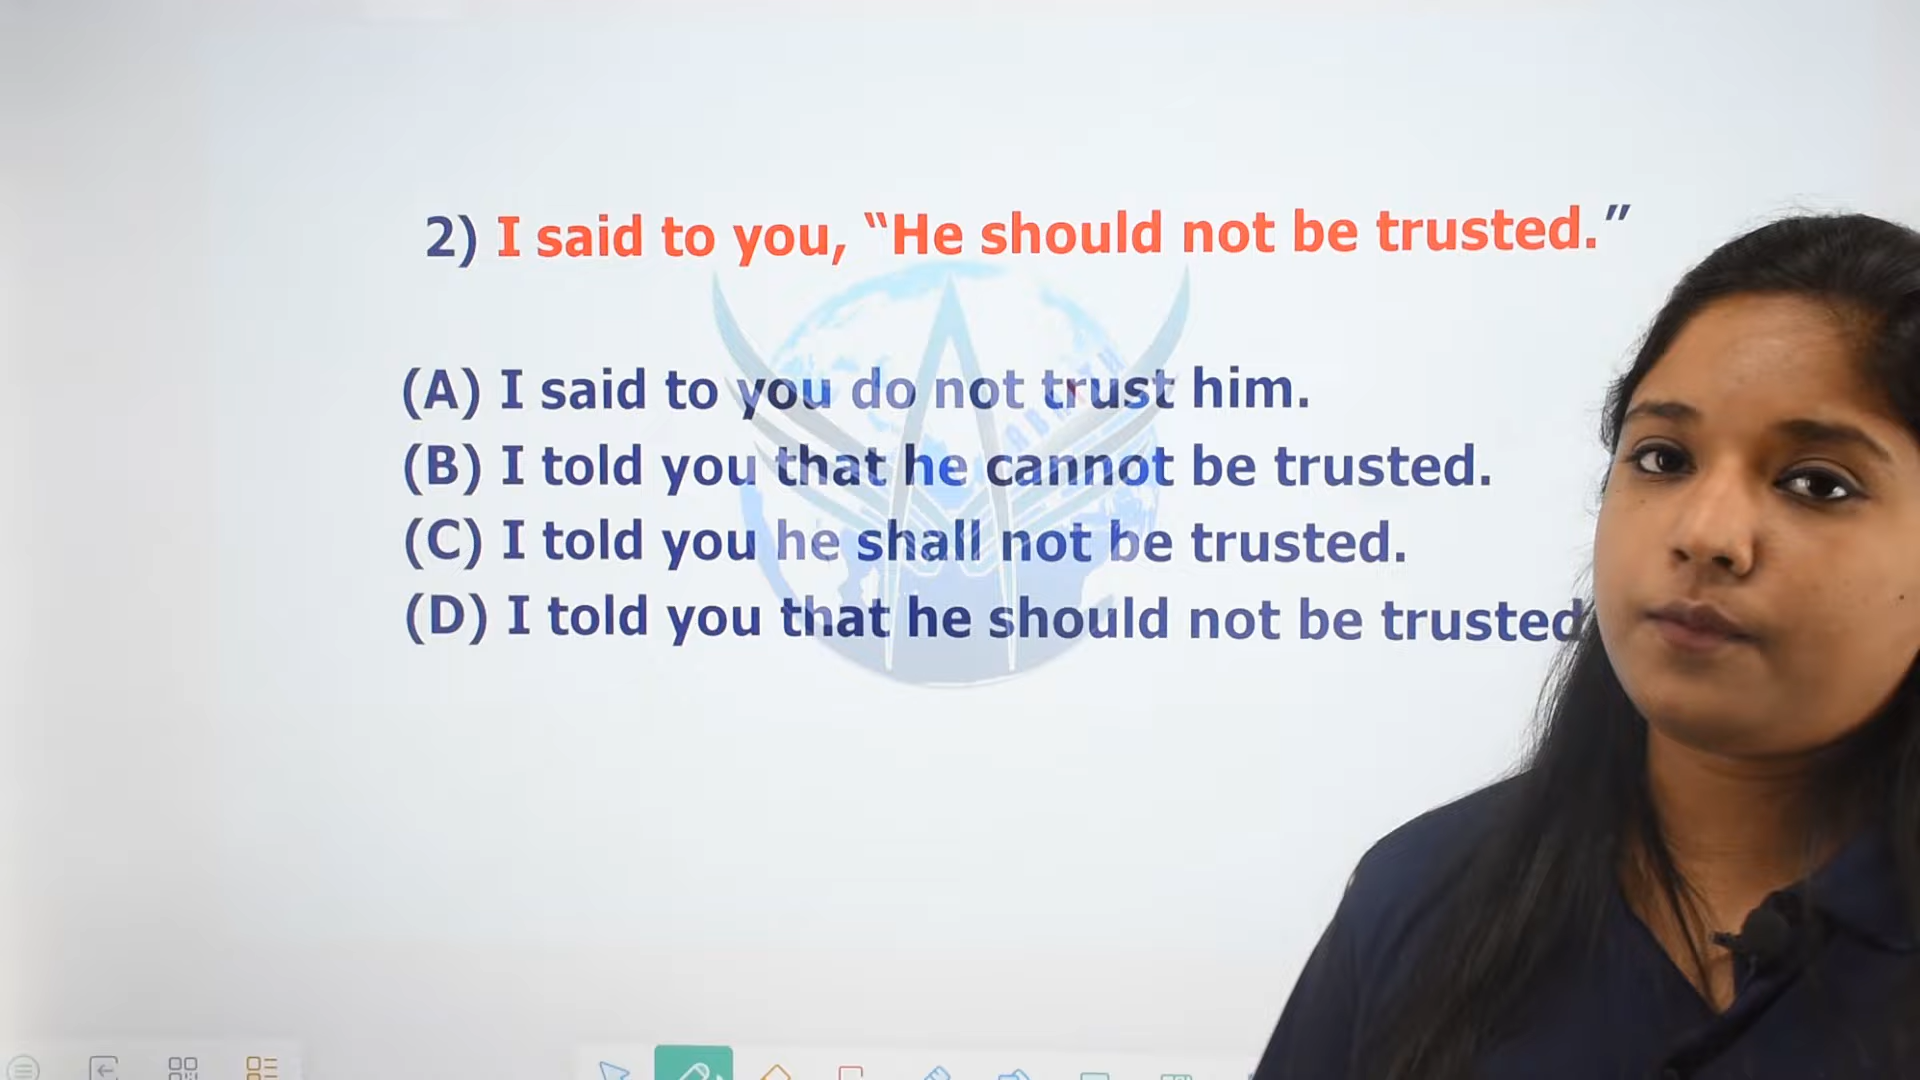 2) I said to you, “He should not be trusted.”
(A) I said to you do not trust him.
(B) I told you that he cannot be trusted.
(C) I told you he shall not be trusted.
(D) I told you that he should not be trusted